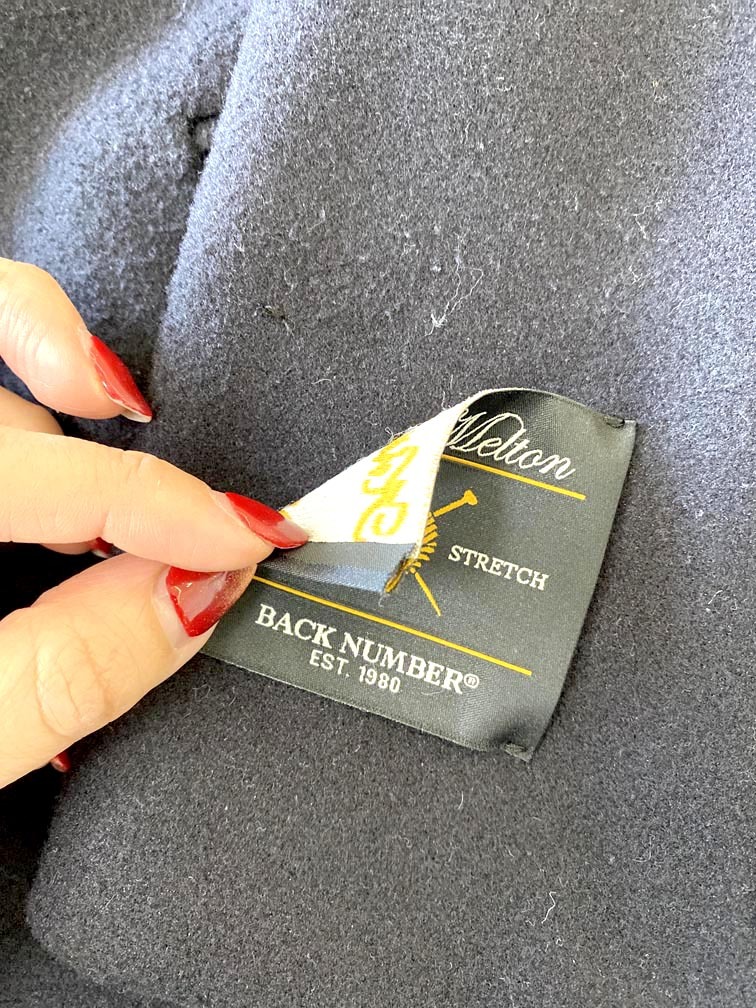 Melton
STRETCH
BACK NUMBER®
EST. 1980